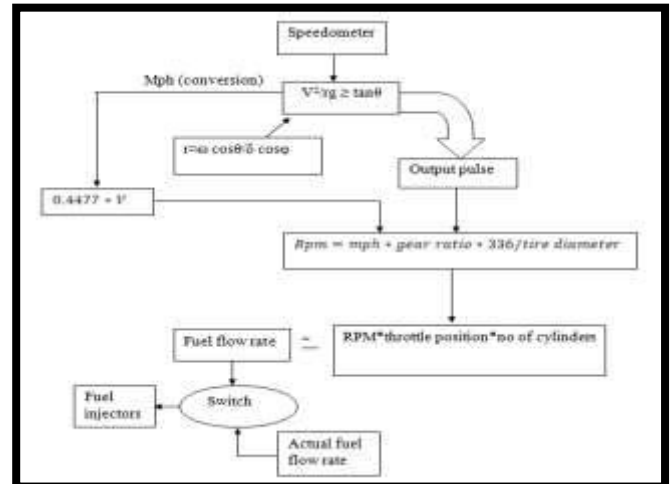 Speedometer
Mph (conversion)
V²/rg ≥ tanθ
r=ω cosθ/δ cosφ
Output pulse
0.4477 * V
Rpm = mph * gear ratio * 336/tire diameter
Fuel flow rate
~
RPM*throttle position*no of cylinders
Fuel
injectors
Switch
Actual fuel
flow rate